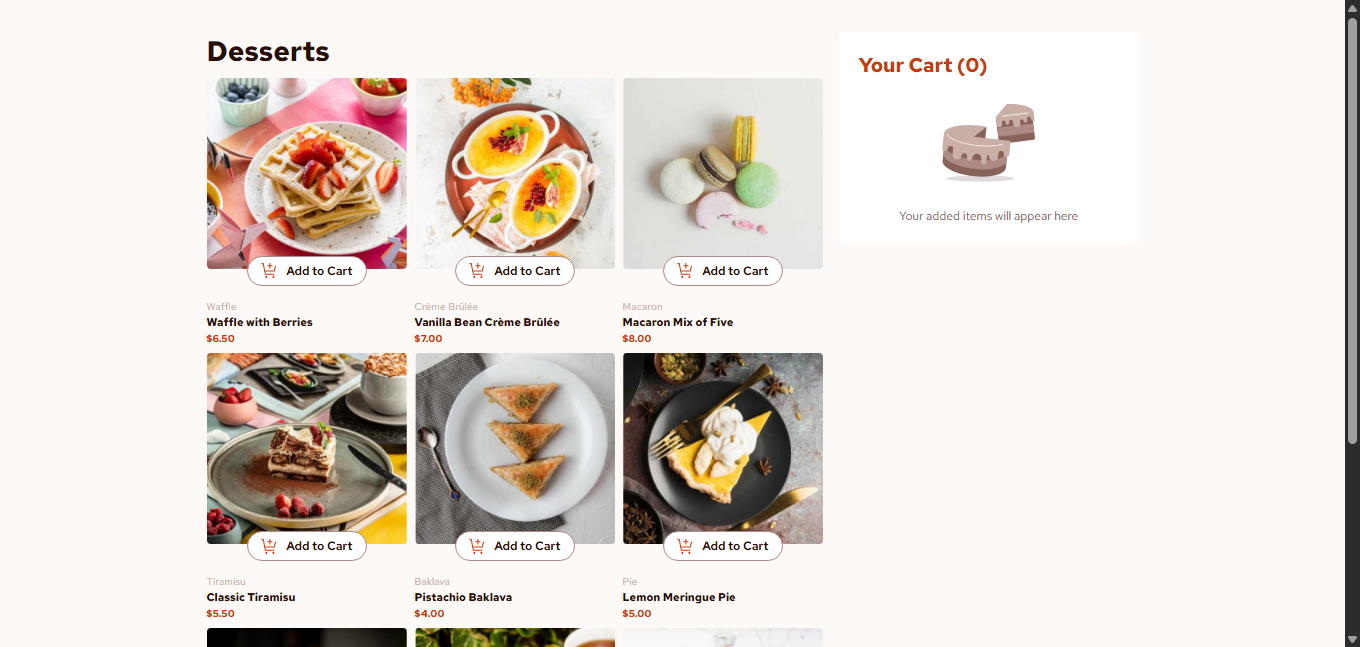 Desserts
Your Cart (0)
Your added items will appear here
Add to Cart
Add to Cart
Add to Cart
Waffle
Waffle with Berries
$6.50
Crème Brûlée
Vanilla Bean Crème Brûlée
$7.00
Macaron
Macaron Mix of Five
$8.00
Add to Cart
Add to Cart
Add to Cart
Tiramisu
Classic Tiramisu
$5.50
Baklava
Pistachio Baklava
$4.00
Pie
Lemon Meringue Pie
$5.00